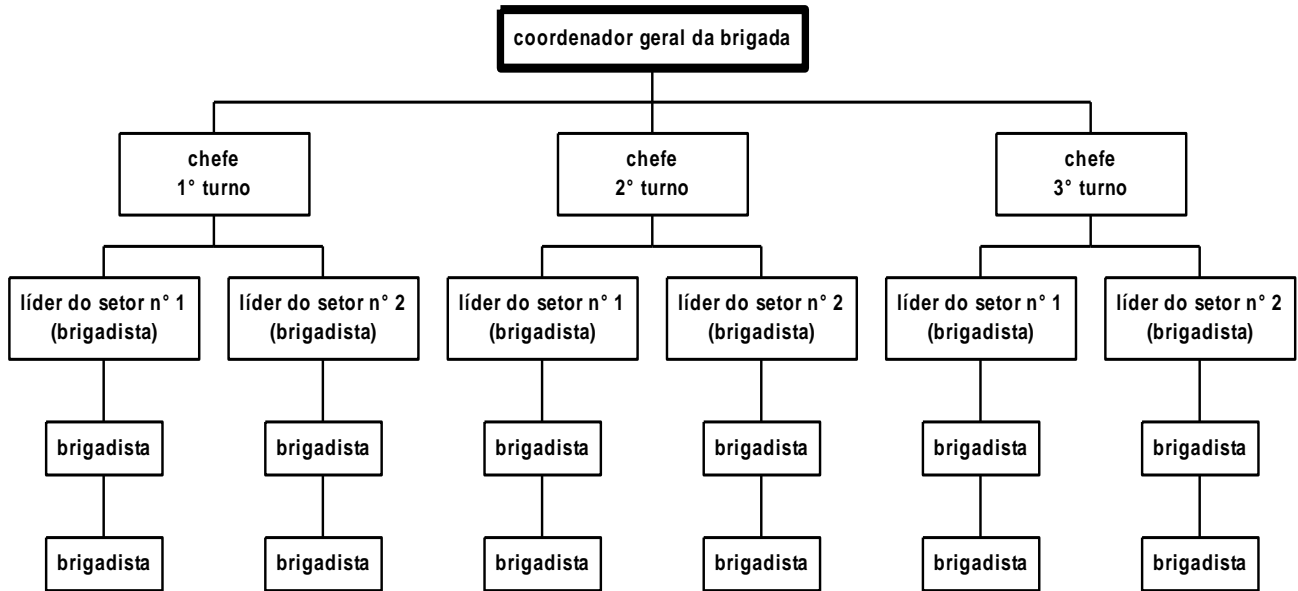 coordenador geral da brigada
chefe
1° turno
chefe
2° turno
chefe
3° turno
líder do setor n° 1
(brigadista)
líder do setor n° 2
(brigadista)
líder do setor n° 1
(brigadista)
líder do setor n° 2
(brigadista)
líder do setor n° 1
(brigadista)
líder do setor n° 2
(brigadista)
brigadista
brigadista
brigadista
brigadista
brigadista
brigadista
brigadista
brigadista
brigadista
brigadista
brigadista
brigadista